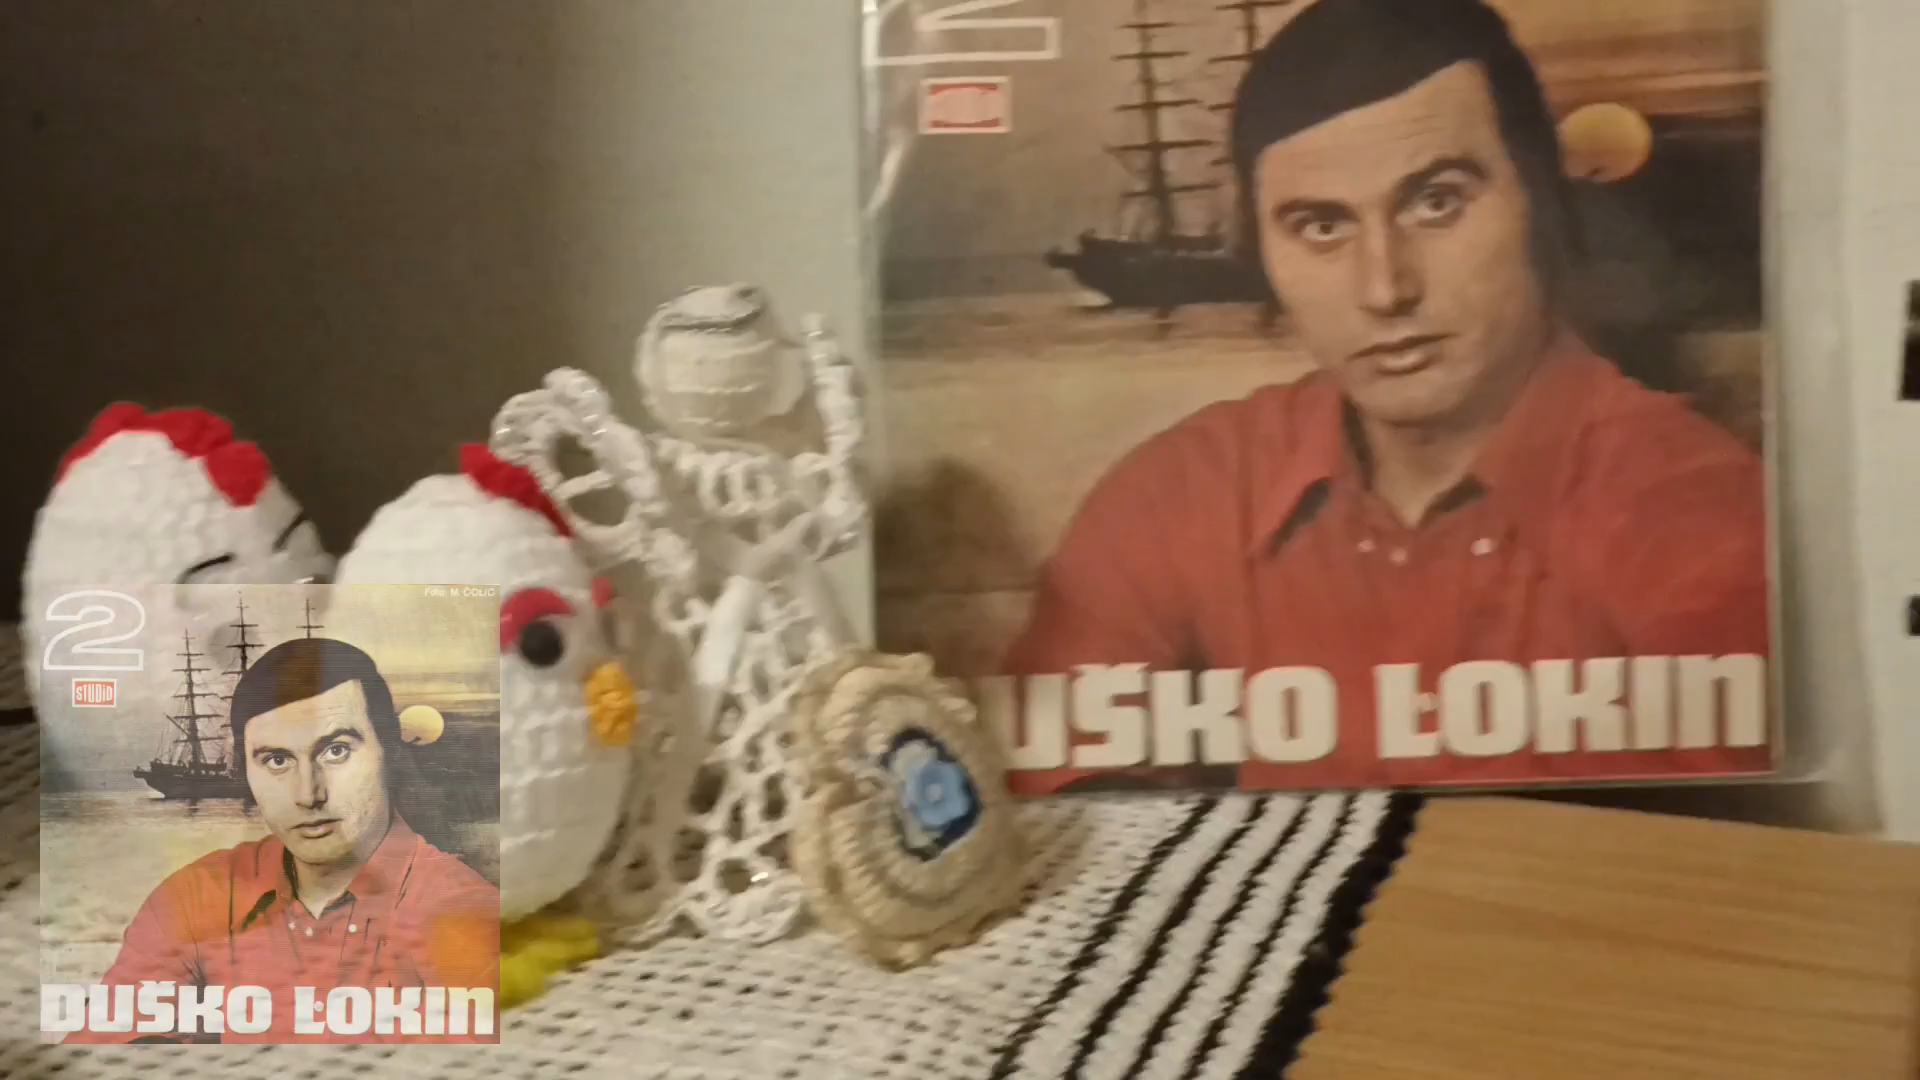 2
UŠKO ŁOKIN
Foto: M. ČOLIĆ
2
STUDIO
DUŠKO ŁOKIN